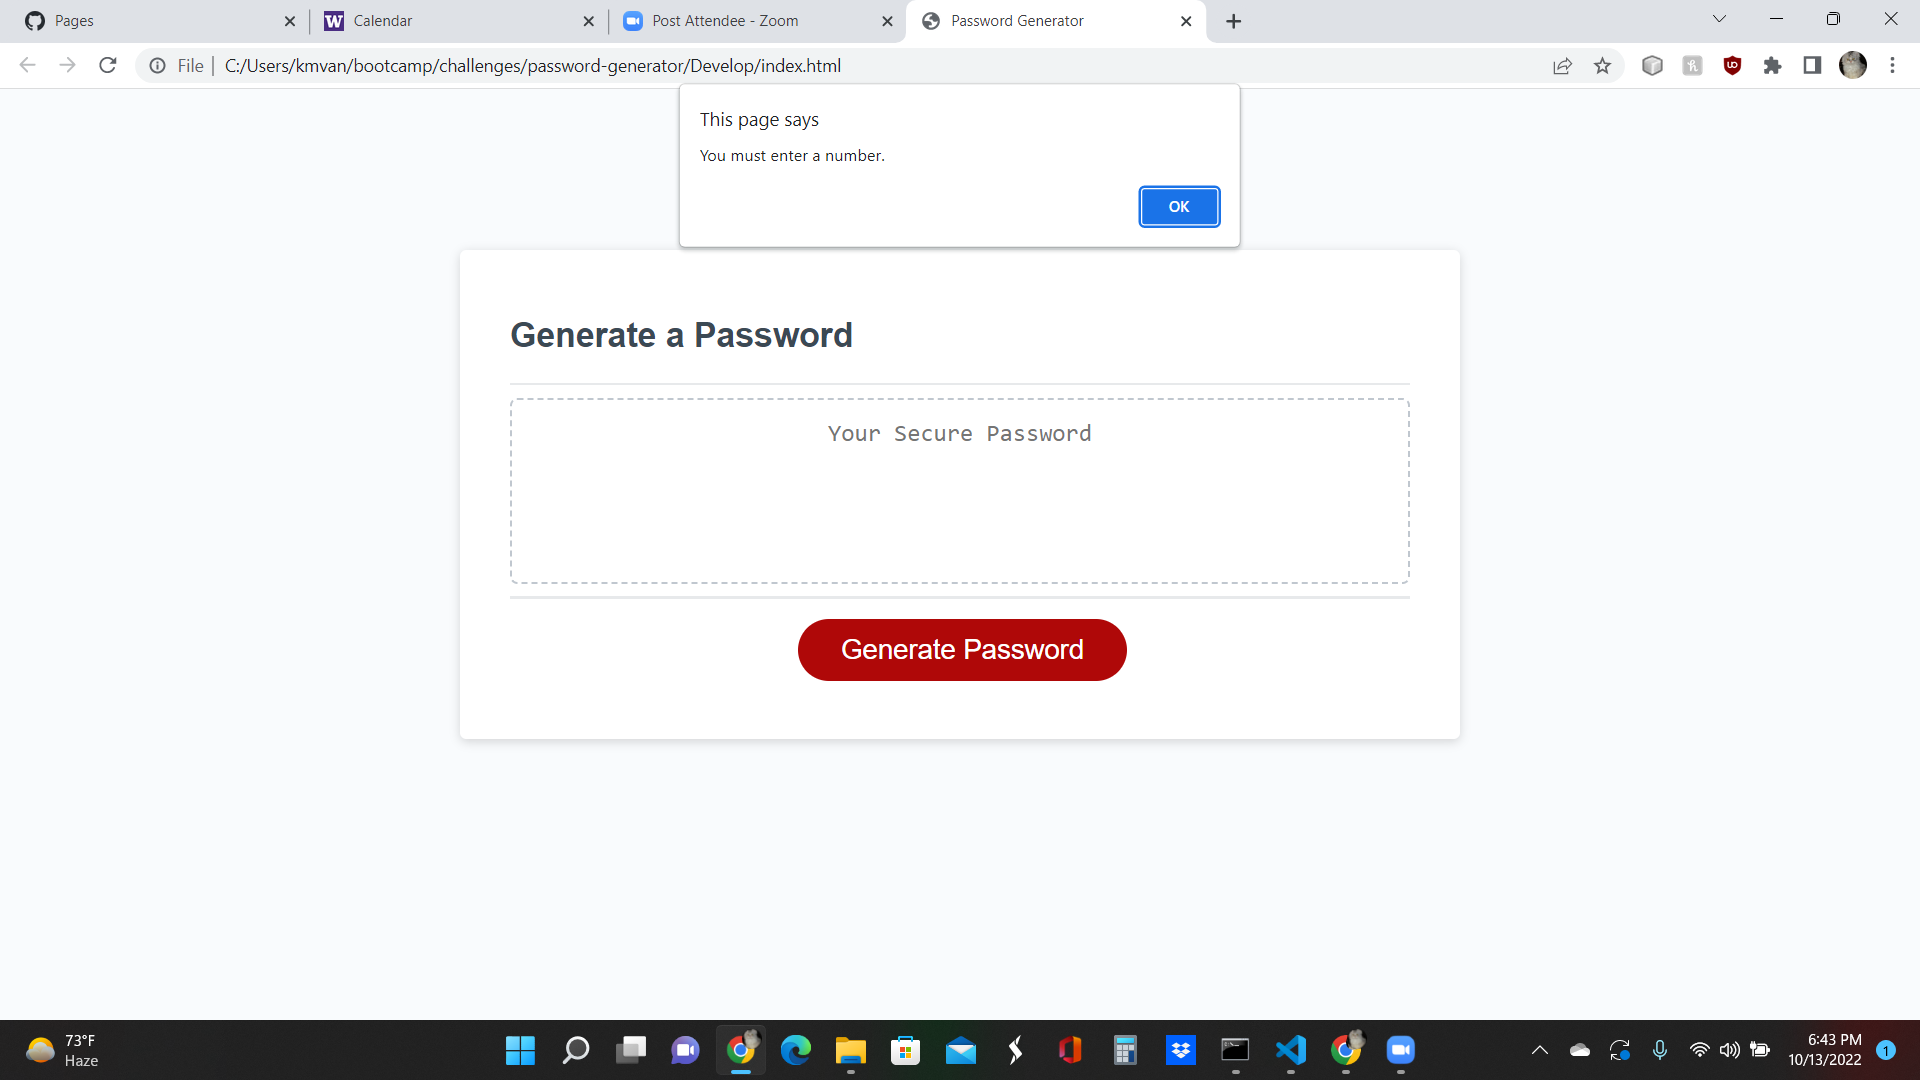 Pages
Calendar
Post Attendee - Zoom
Password Generator
File
C:/Users/kmvan/bootcamp/challenges/password-generator/Develop/index.html
This page says
You must enter a number.
OK
Generate a Password
Your Secure Password
Generate Password
73°F
Haze
6:43 PM
10/13/2022
1